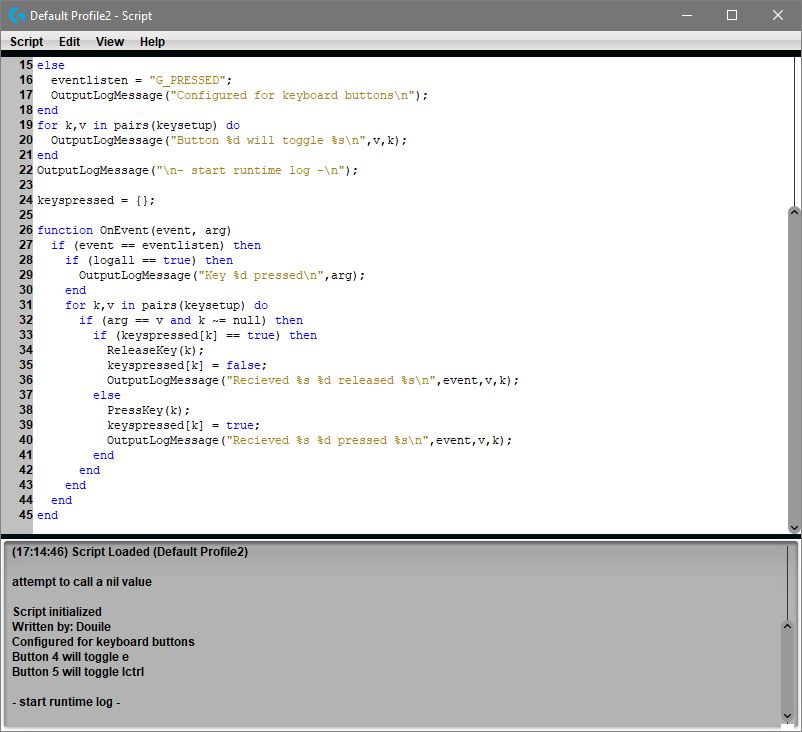 Default Profile2 - Script
Script Edit View Help
15 else
16   eventlisten = "G_PRESSED";
17   OutputLogMessage("Configured for keyboard buttons\n");
18 end
19 for k,v in pairs(keysetup) do
20   OutputLogMessage("Button %d will toggle %s\n",v,k);
21 end
22 OutputLogMessage("\n- start runtime log -\n");
23
24 keyspressed = {};
25
26 function OnEvent(event, arg)
27   if (event == eventlisten) then
28     if (logall == true) then
29       OutputLogMessage("Key %d pressed\n",arg);
30     end
31     for k,v in pairs(keysetup) do
32       if (arg == v and k ~= null) then
33         if (keyspressed[k] == true) then
34           ReleaseKey(k);
35           keyspressed[k] = false;
36           OutputLogMessage("Recieved %s %d released %s\n",event,v,k);
37         else
38           PressKey(k);
39           keyspressed[k] = true;
40           OutputLogMessage("Recieved %s %d pressed %s\n",event,v,k);
41         end
42       end
43     end
44   end
45 end
(17:14:46) Script Loaded (Default Profile2)
attempt to call a nil value
Script initialized
Written by: Douile
Configured for keyboard buttons
Button 4 will toggle e
Button 5 will toggle lctrl
- start runtime log -